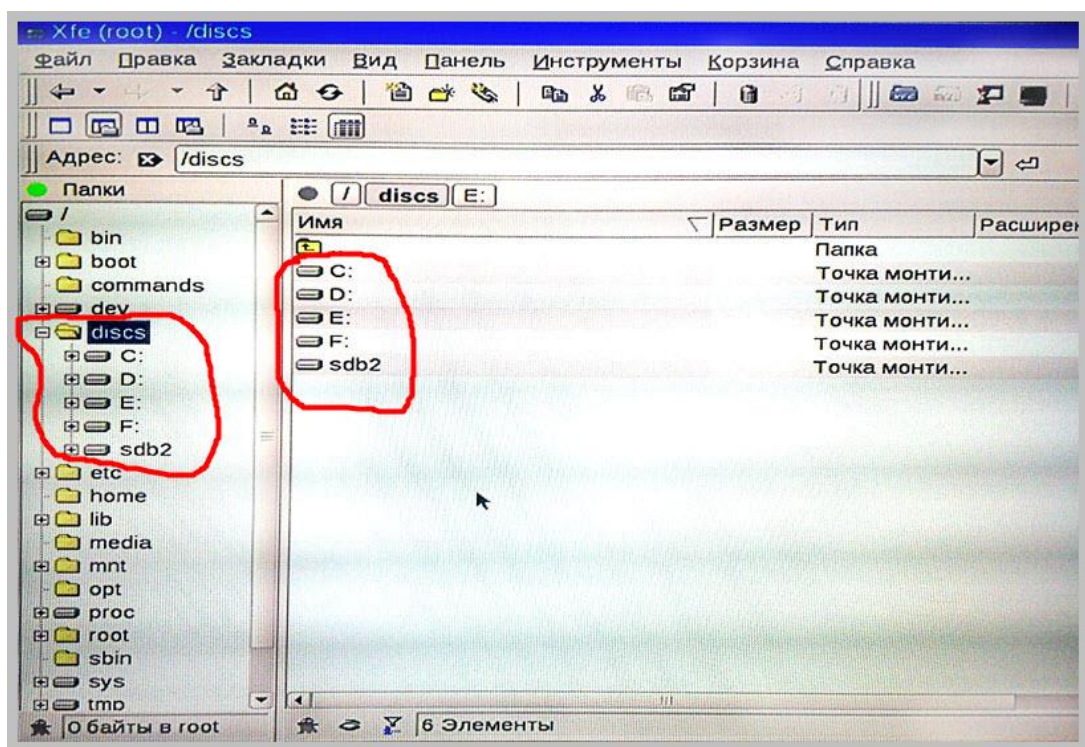 Xfe (root) - /discs
Файл Правка Закладки Вид Панель Инструменты Корзина Справка
Адрес: /discs
Папки
/
bin
boot
commands
dev
discs
C:
D:
E:
F:
sdb2
etc
home
lib
media
mnt
opt
proc
root
sbin
sys
tmp
0 байты в root
/ discs E:
Имя Размер Тип
.. Папка
C: Точка монти...
D: Точка монти...
E: Точка монти...
F: Точка монти...
sdb2 Точка монти...
6 Элементы